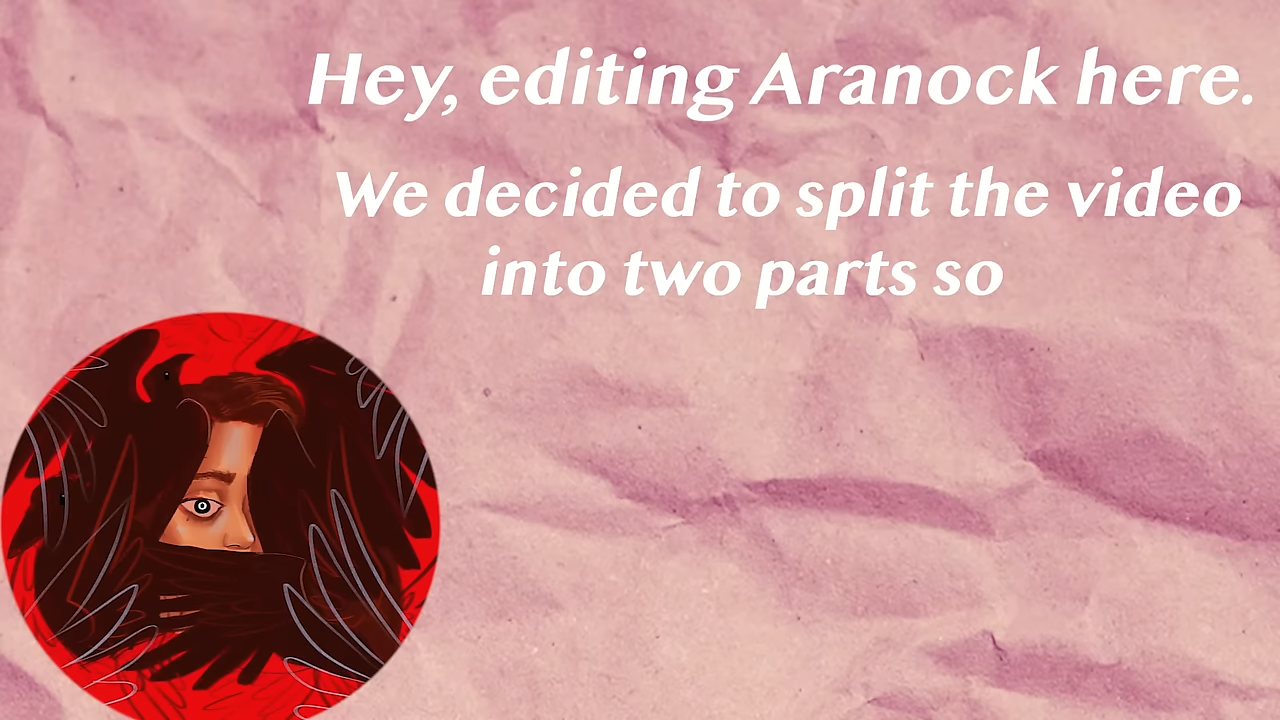 Hey, editing Aranock here.
We decided to split the video
into two parts so